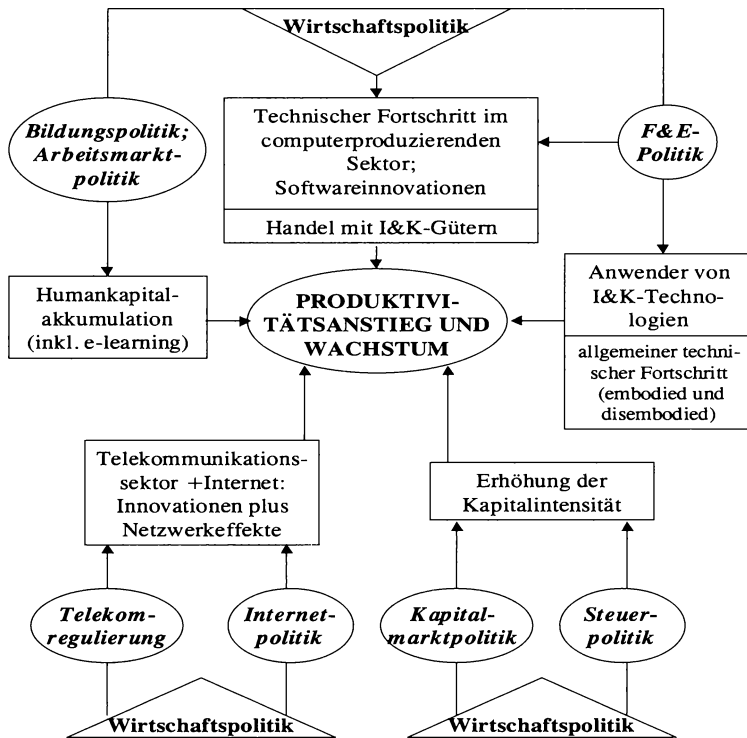 Wirtschaftspolitik
Bildungspolitik;
Arbeitsmarkt-
politik
Technischer Fortschritt im
computerproduzierenden
Sektor;
Softwareinnovationen
Handel mit I&K-Gütern
F&E-
Politik
Humankapital-
akkumulation
(inkl. e-learning)
PRODUKTIVI-
TÄTSANSTIEG UND
WACHSTUM
Anwender von
I&K-Techno-
logien
allgemeiner techni-
scher Fortschritt
(embodied und
disembodied)
Telekommunikations-
sektor +Internet:
Innovationen plus
Netzwerkeffekte
Erhöhung der
Kapitalintensität
Telekom-
regulierung
Internet-
politik
Kapital-
marktpolitik
Steuer-
politik
Wirtschaftspolitik
Wirtschaftspolitik